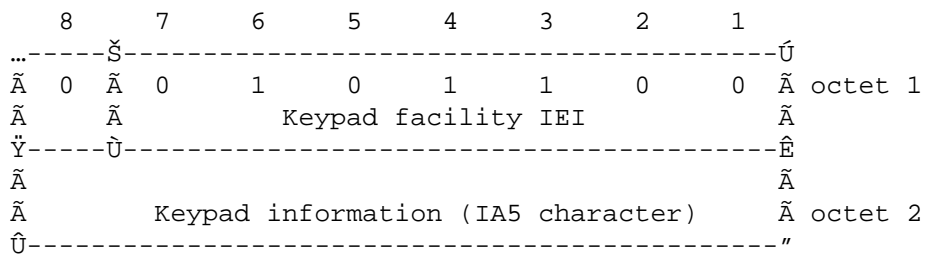 8 7 6 5 4 3 2 1
…-----Š-----------------------------------------Ú
Ã 0 Ã 0 1 0 1 1 0 0 Ã octet 1
Ã Ã Keypad facility IEI Ã
Ÿ-----Ù-----------------------------------------Ê
Ã Ã
Ã Keypad information (IA5 character) Ã octet 2
Û-----------------------------------------------"